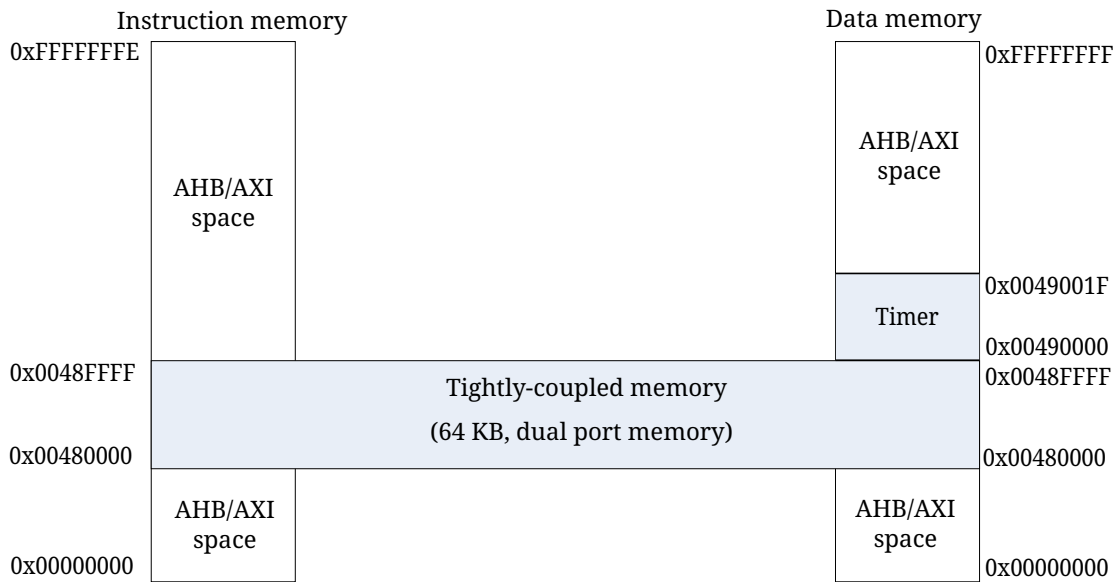 Instruction memory
Data memory
0xFFFFFFFE
0xFFFFFFFF
AHB/AXI
space
AHB/AXI
space
0x0049001F
Timer
0x00490000
0x0048FFFF
0x0048FFFF
Tightly-coupled memory
(64 KB, dual port memory)
0x00480000
0x00480000
AHB/AXI
space
AHB/AXI
space
0x00000000
0x00000000